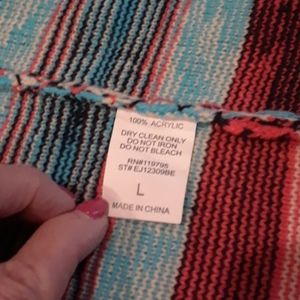 100% ACRYLIC
DRY CLEAN ONLY
DO NOT IRON
DO NOT BLEACH
RN#119795
ST# EJ12309BE
L
MADE IN CHINA